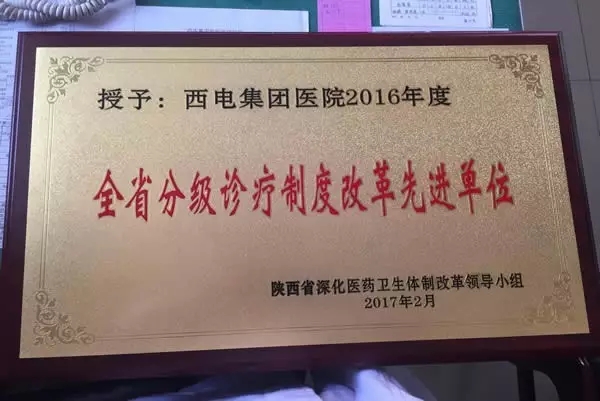 授予：西电集团医院2016年度
全省分级诊疗制度改革先进单位
陕西省深化医药卫生体制改革领导小组
2017年2月